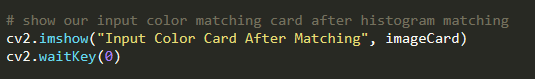 # show our input color matching card after histogram matching
cv2.imshow("Input Color Card After Matching", imageCard)
cv2.waitKey(0)